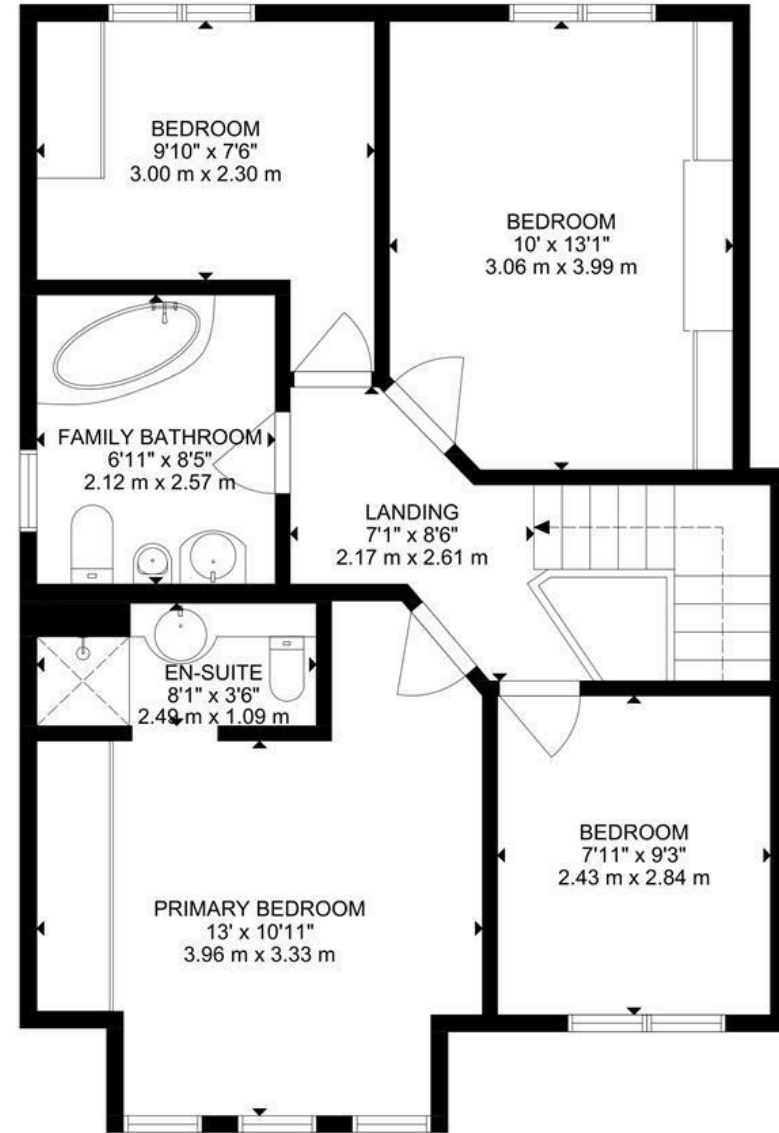 BEDROOM
9'10" x 7'6"
3.00 m x 2.30 m
BEDROOM
10' x 13'1"
3.06 m x 3.99 m
FAMILY BATHROOM
6'11" x 8'5"
2.12 m x 2.57 m
LANDING
7'1" x 8'6"
2.17 m x 2.61 m
EN-SUITE
8'1" x 3'6"
2.49 m x 1.09 m
BEDROOM
7'11" x 9'3"
2.43 m x 2.84 m
PRIMARY BEDROOM
13' x 10'11"
3.96 m x 3.33 m